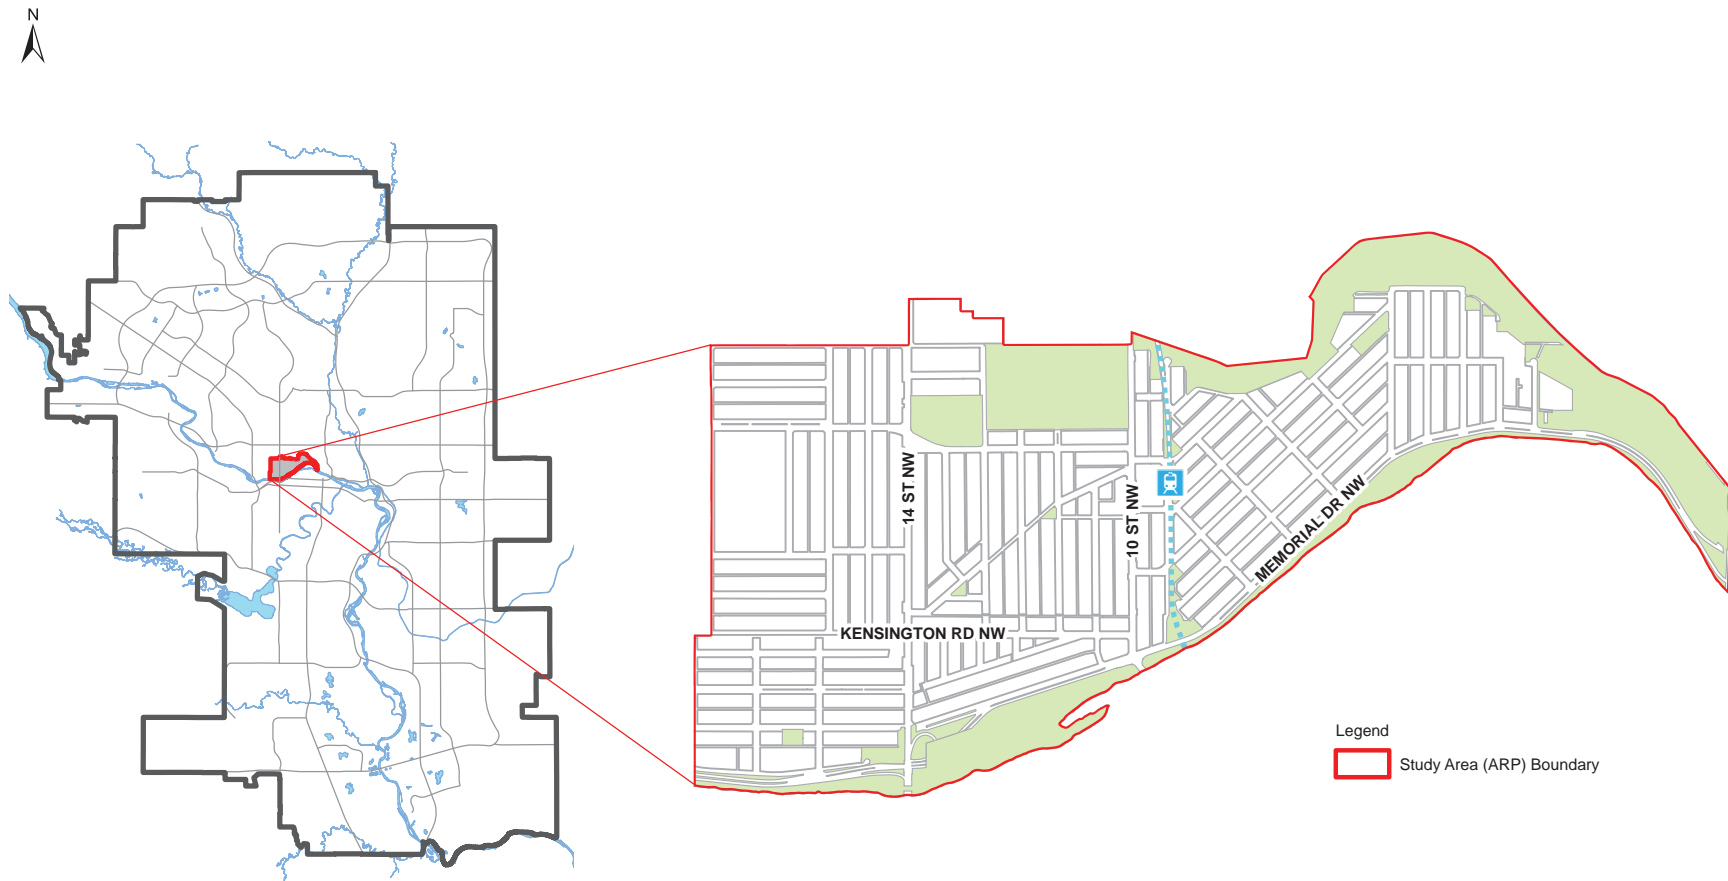 N
14 ST NW
10 ST NW
MEMORIAL DR NW
KENSINGTON RD NW
Legend
Study Area (ARP) Boundary